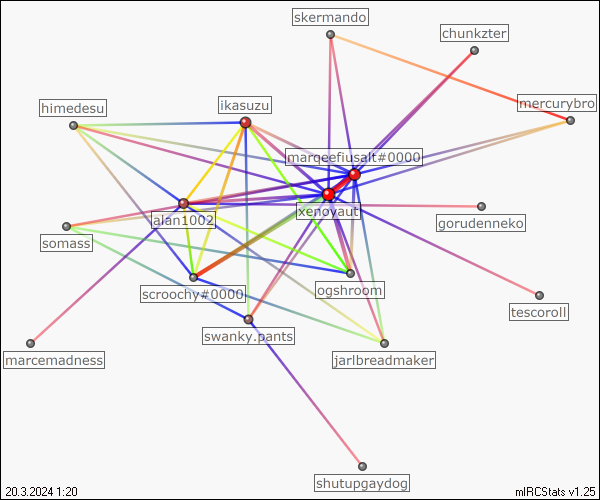 skermando
chunkzter
mercurybro
himedesu
ikasuzu
marqeefiusalt#0000
xenoyaut
alan1002
gorudenneko
somass
scroochy#0000
ogshroom
tescoroll
swanky.pants
marcemadness
jarlbreadmaker
shutupgaydog
20.3.2024 1:20
mIRCStats v1.25